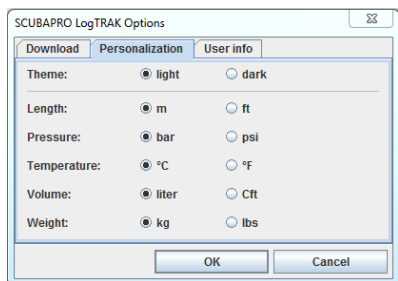 SCUBAPRO LogTRAK Options
Download Personalization User info
Theme: light dark
Length: m ft
Pressure: bar psi
Temperature: °C °F
Volume: liter Cft
Weight: kg lbs
OK Cancel